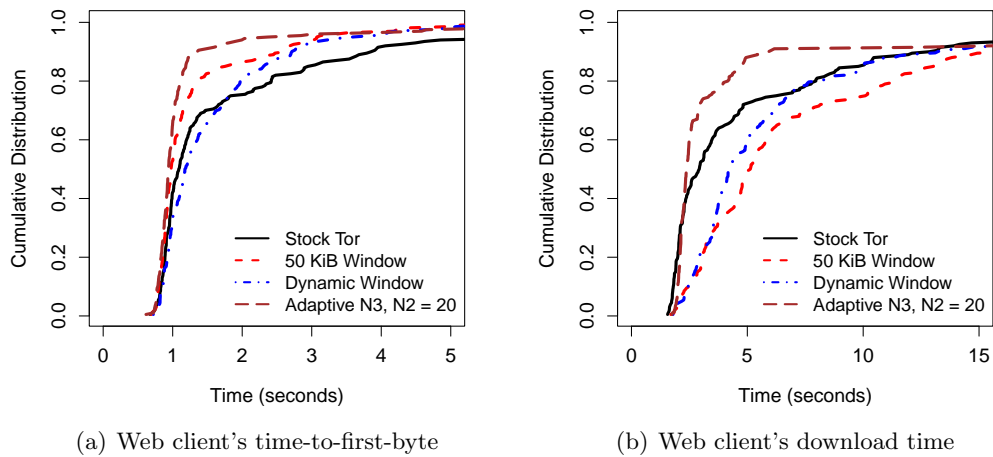 Cumulative Distribution
1.0
0.8
0.6
0.4
0.2
0.0
Stock Tor
50 KiB Window
Dynamic Window
Adaptive N3, N2 = 20
0 1 2 3 4 5
Time (seconds)
(a) Web client's time-to-first-byte
Cumulative Distribution
1.0
0.8
0.6
0.4
0.2
0.0
Stock Tor
50 KiB Window
Dynamic Window
Adaptive N3, N2 = 20
0 5 10 15
Time (seconds)
(b) Web client's download time